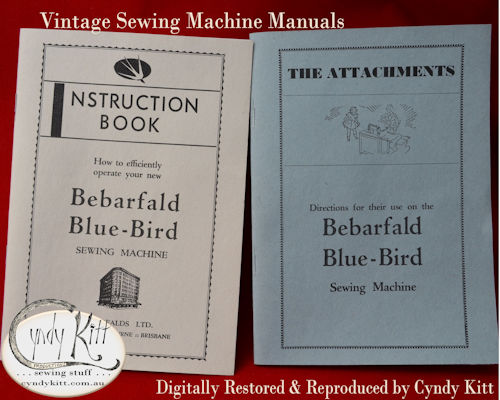 Vintage Sewing Machine Manuals
INSTRUCTION
BOOK
How to efficiently
operate your new
Bebarfald
Blue-Bird
SEWING MACHINE
ALDS LTD.
BRISBANE
THE ATTACHMENTS
Directions for their use on the
Bebarfald
Blue-Bird
Sewing Machine
Cyndy Kitt
. . . sewing stuff . . .
cyndykitt.com.au
Digitally Restored & Reproduced by Cyndy Kitt